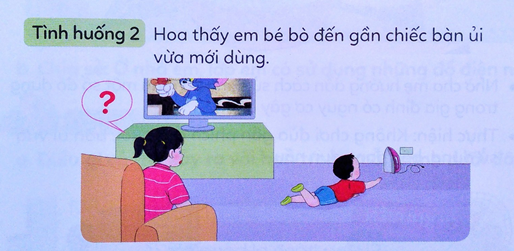 Tình huống 2 Hoa thấy em bé bò đến gần chiếc bàn ủi
vừa mới dùng.
?